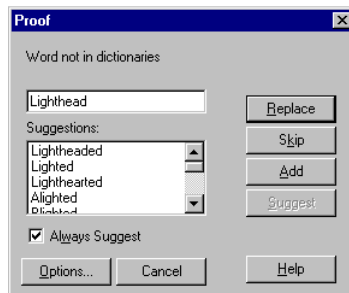 Proof
Word not in dictionaries
Lighthead
Replace
Suggestions:
Skip
Lightheaded
Lighted
Lighthearted
Alighted
Add
Suggest
Always Suggest
Options...
Cancel
Help